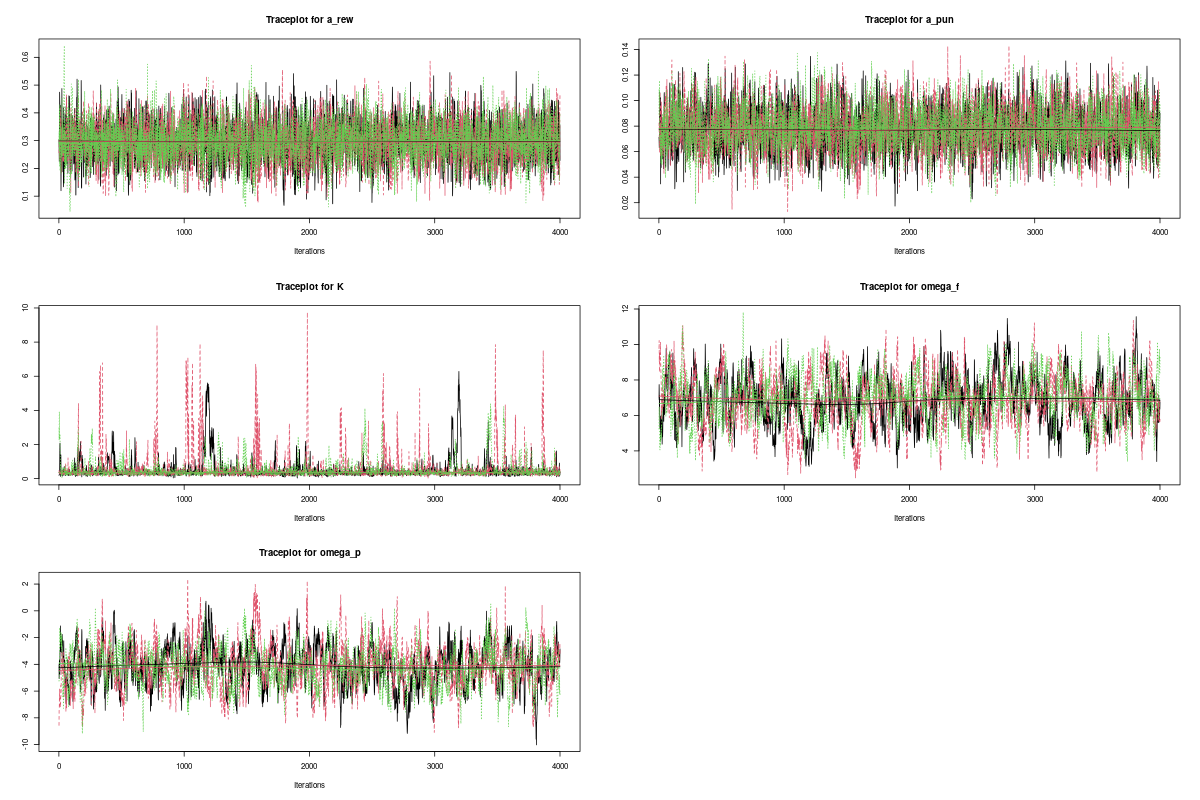 Traceplot for a_rew
0.6
0.5
0.4
0.3
0.2
0.1
0 1000 2000 3000 4000
Iterations
Traceplot for a_pun
0.14
0.12
0.10
0.08
0.06
0.04
0.02
0 1000 2000 3000 4000
Iterations
Traceplot for K
10
8
6
4
2
0
0 1000 2000 3000 4000
Iterations
Traceplot for omega_f
12
10
8
6
4
0 1000 2000 3000 4000
Iterations
Traceplot for omega_p
2
0
-2
-4
-6
-8
-10
0 1000 2000 3000 4000
Iterations